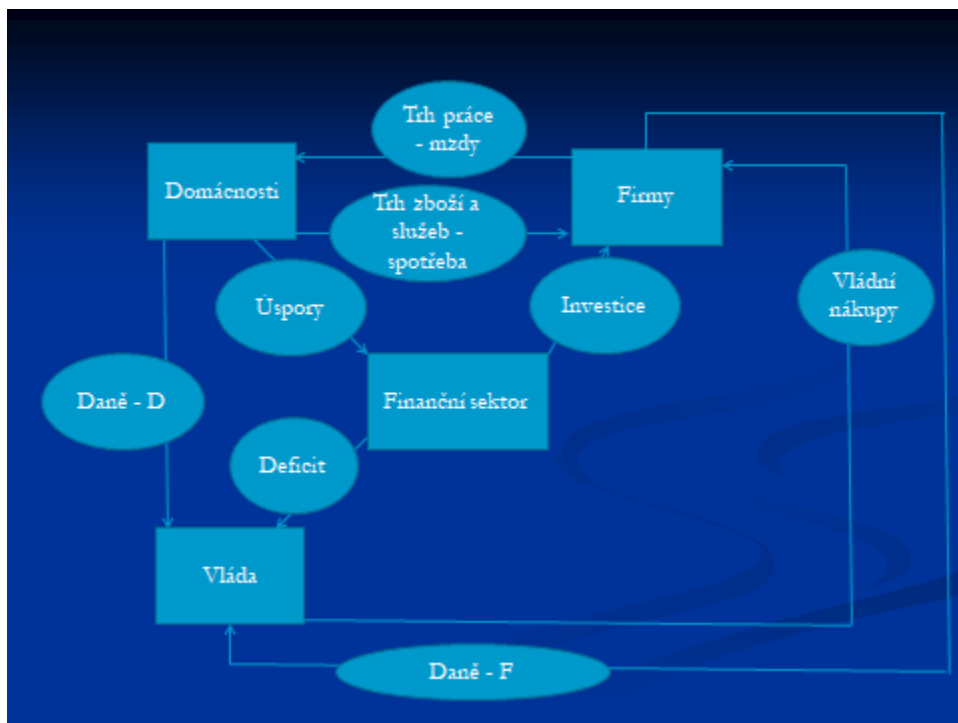 Trh práce
- mzdy
Domácnosti
Firmy
Trh zboží a
služeb -
spotřeba
Úspory
Investice
Vládní
nákupy
Daně - D
Finanční sektor
Deficit
Vláda
Daně - F